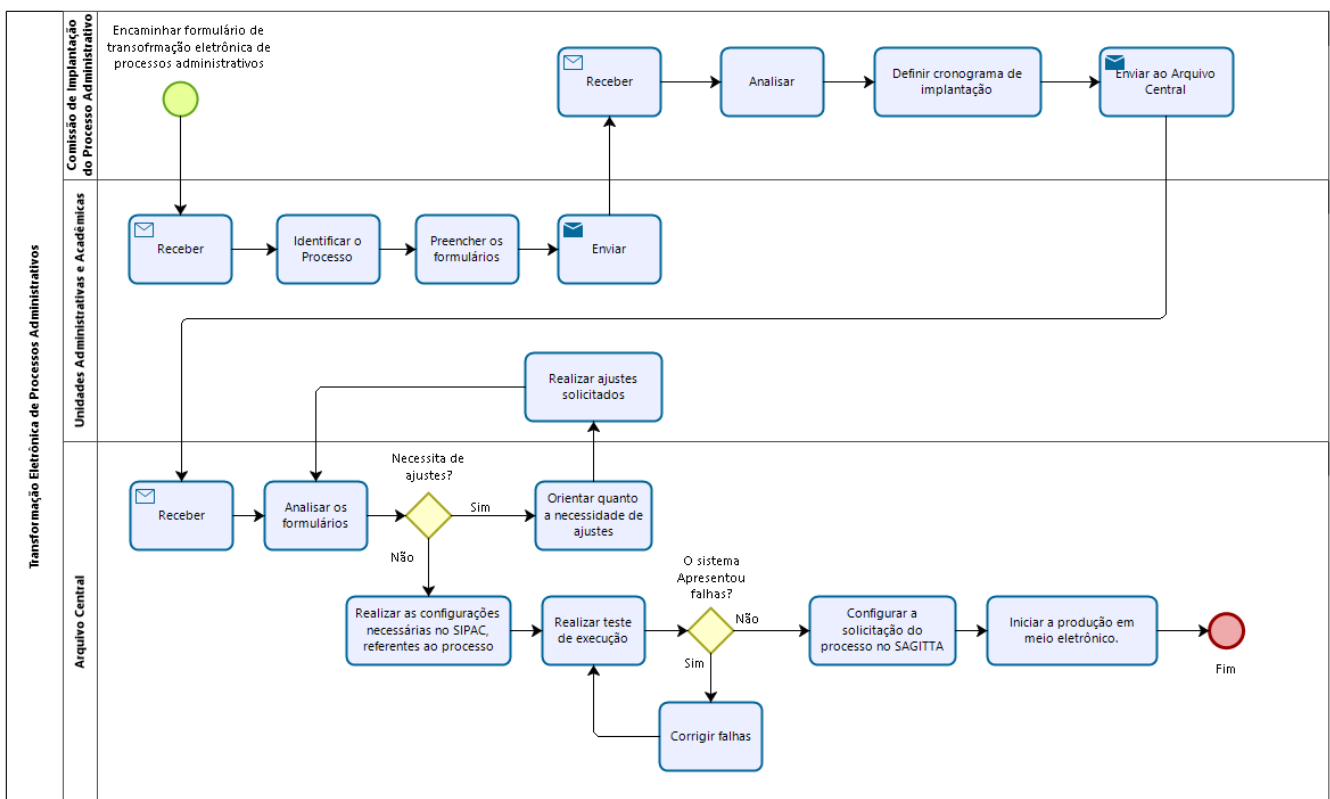 Transformação Eletrônica de Processos Administrativos
Comissão de Implantação
do Processo Administrativo
Encaminhar formulário de
transofrmação eletrônica de
processos administrativos
Receber
Analisar
Definir cronograma de
implantação
Enviar ao Arquivo
Central
Unidades Administrativas e Acadêmicas
Receber
Identificar o
Processo
Preencher os
formulários
Enviar
Realizar ajustes
solicitados
Arquivo Central
Receber
Analisar os
formulários
Necessita de
ajustes?
Sim
Orientar quanto
a necessidade de
ajustes
Não
Realizar as configurações
necessárias no SIPAC,
referentes ao processo
Realizar teste
de execução
O sistema
Apresentou
falhas?
Não
Sim
Corrigir falhas
Configurar a
solicitação do
processo no SAGITTA
Iniciar a produção em
meio eletrônico.
Fim